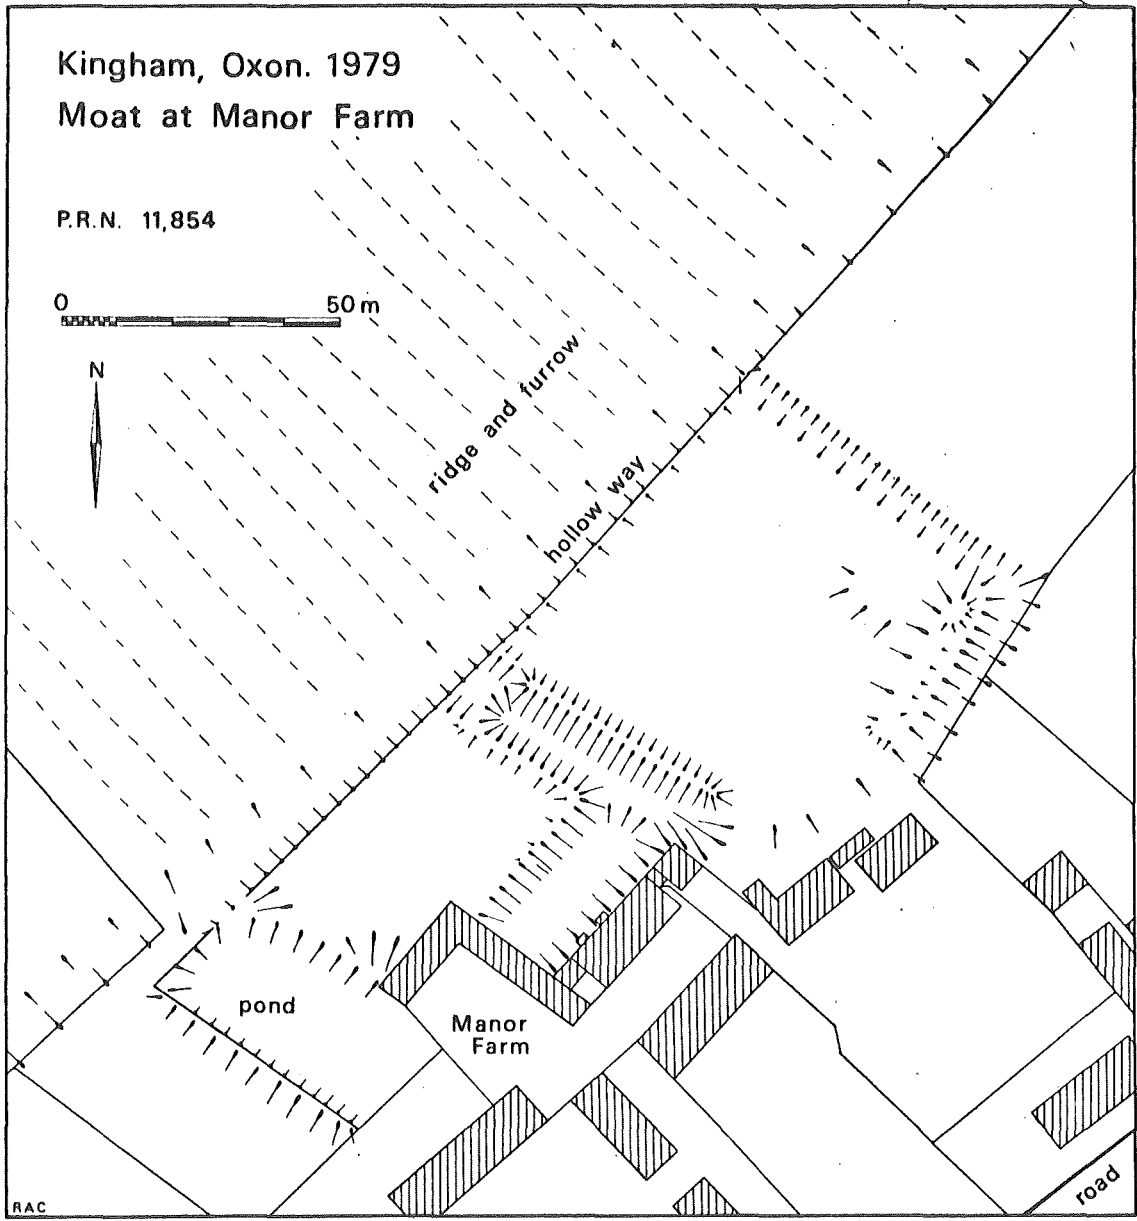 Kingham, Oxon. 1979
Moat at Manor Farm
P.R.N. 11,854
0 50 m
N
ridge and furrow
hollow way
pond
Manor
Farm
road
RAC